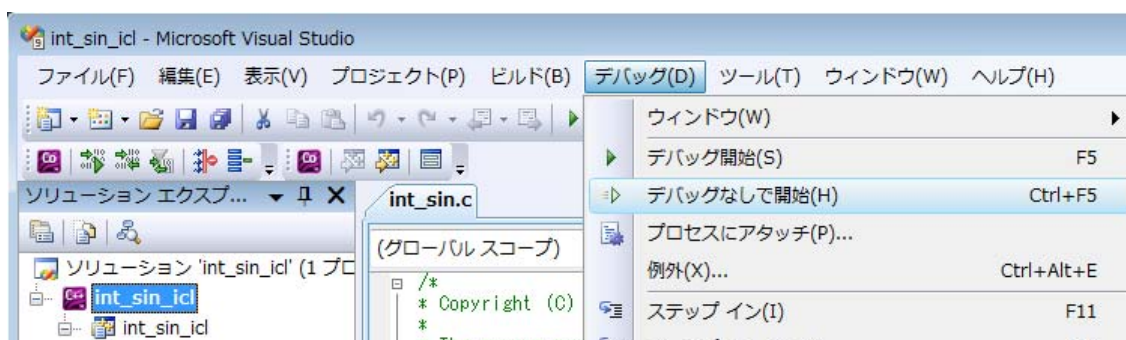 int_sin_icl - Microsoft Visual Studio
ファイル(F) 編集(E) 表示(V) プロジェクト(P) ビルド(B) デバッグ(D) ツール(T) ウィンドウ(W) ヘルプ(H)
ウィンドウ(W)
デバッグ開始(S) F5
デバッグなしで開始(H) Ctrl+F5
プロセスにアタッチ(P)...
例外(X)... Ctrl+Alt+E
ステップ イン(I) F11
ソリューション エクスプ...
ソリューション 'int_sin_icl' (1 プロ
int_sin_icl
int_sin_icl
int_sin.c
(グローバル スコープ)
/*
* Copyright (C)
*